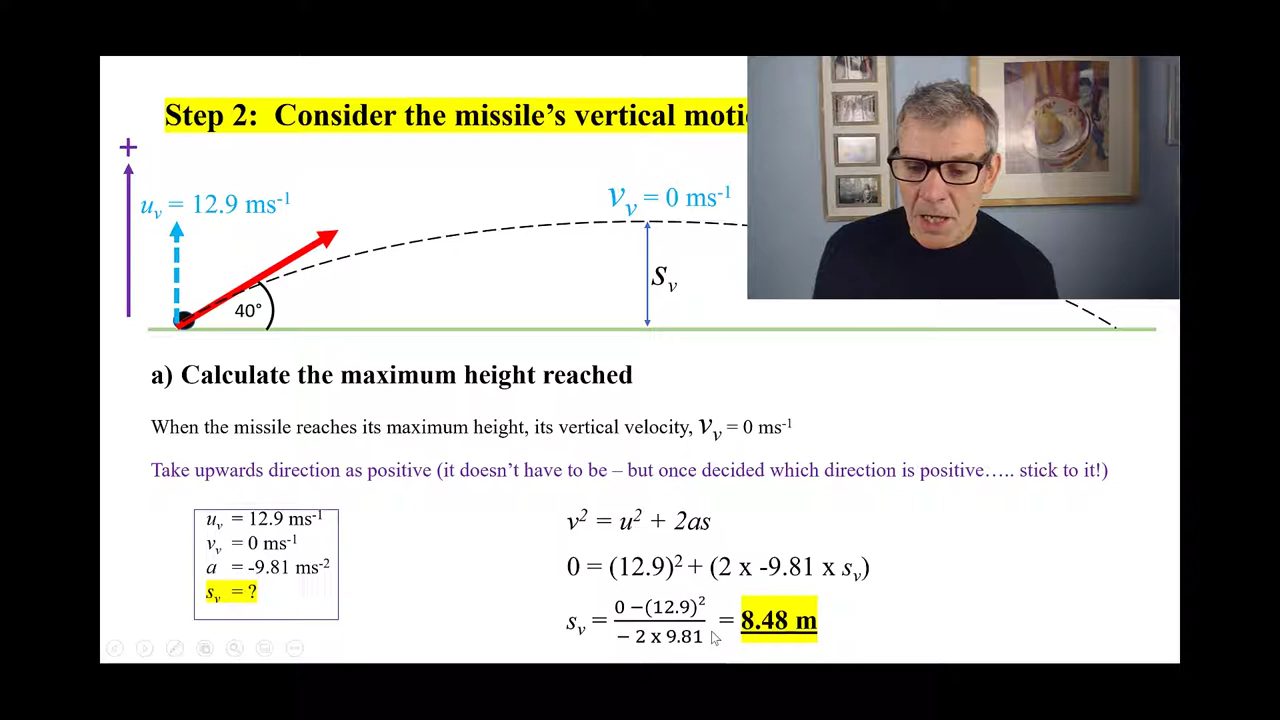 Step 2: Consider the missile's vertical
+
uᵥ = 12.9 ms⁻¹
vᵥ = 0 ms⁻¹
sᵥ
40°
a) Calculate the maximum height reached
When the missile reaches its maximum height, its vertical velocity, vᵥ = 0 ms⁻¹
Take upwards direction as positive (it doesn't have to be – but once decided which direction is positive….. stick to it!)
uᵥ = 12.9 ms⁻¹
vᵥ = 0 ms⁻¹
a = -9.81 ms⁻²
sᵥ = ?
v² = u² + 2as
0 = (12.9)² + (2 x -9.81 x sᵥ)
sᵥ = 0 −(12.9)² / − 2 x 9.81 = 8.48 m